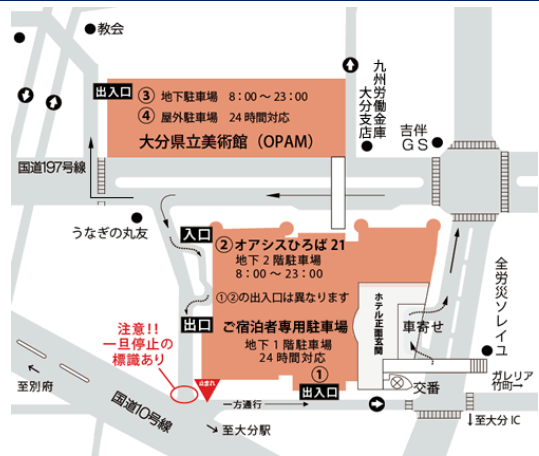 教会
出入口
③ 地下駐車場 8：00〜23：00
④ 屋外駐車場 24時間対応
大分県立美術館（OPAM）
九州労働金庫
大分支店
吉伴
GS
国道197号線
うなぎの丸友
入口
②オアシスひろば21
地下2階駐車場
8：00〜23：00
①②の出入口は異なります
出口
ご宿泊者専用駐車場
地下1階駐車場
24時間対応
①
出入口
ホテル正面玄関
車寄せ
全労災ソレイユ
注意!!
一旦停止の
標識あり
止まれ
←
至別府
国道10号線
一方通行
→
↘至大分駅
交番
ガレリア
竹町→
↓至大分IC